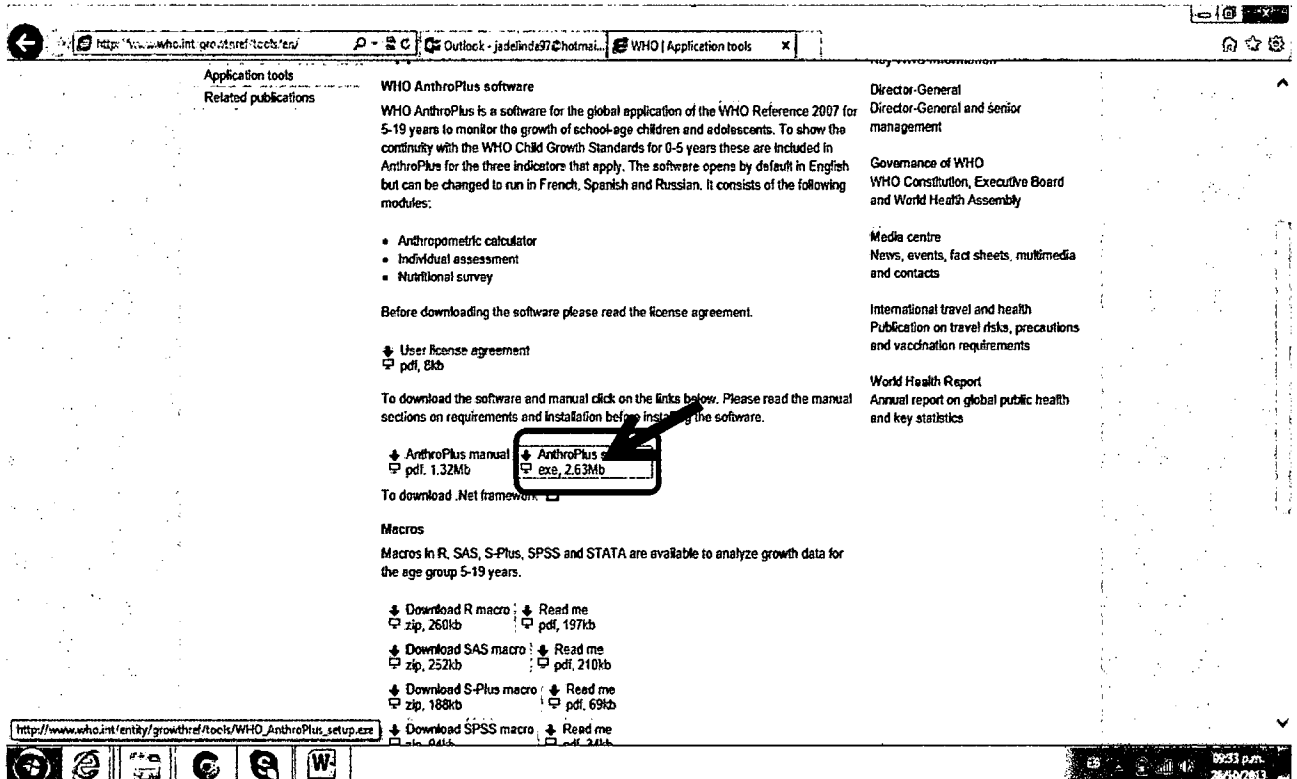 http://www.who.int/growthref/tools/en/
Outlook - jadelinda97@hotmai...
WHO | Application tools
x
Application tools
Related publications
WHO AnthroPlus software
WHO AnthroPlus is a software for the global application of the WHO Reference 2007 for
5-19 years to monitor the growth of school-age children and adolescents. To show the
continuity with the WHO Child Growth Standards for 0-5 years these are included in
AnthroPlus for the three indicators that apply. The software opens by default in English
but can be changed to run in French, Spanish and Russian. It consists of the following
modules:
• Anthropometric calculator
• Individual assessment
• Nutritional survey
Before downloading the software please read the license agreement.
User license agreement
pdf, 8kb
To download the software and manual click on the links below. Please read the manual
sections on requirements and installation before installing the software.
AnthroPlus manual
pdf, 1.32Mb
AnthroPlus
exe, 2.63Mb
To download .Net framework
Macros
Macros in R, SAS, S-Plus, SPSS and STATA are available to analyze growth data for
the age group 5-19 years.
Download R macro
zip, 260kb
Read me
pdf, 197kb
Download SAS macro
zip, 252kb
Read me
pdf, 210kb
Download S-Plus macro
zip, 188kb
Read me
pdf, 69kb
Download SPSS macro
zip, 94kb
Read me
pdf, 34kb
Director-General
Director-General and senior
management
Governance of WHO
WHO Constitution, Executive Board
and World Health Assembly
Media centre
News, events, fact sheets, multimedia
and contacts
International travel and health
Publication on travel risks, precautions
and vaccination requirements
World Health Report
Annual report on global public health
and key statistics
http://www.who.int/entity/growthref/tools/WHO_AnthroPlus_setup.exe
ES
09:33 p.m.
26/10/2013